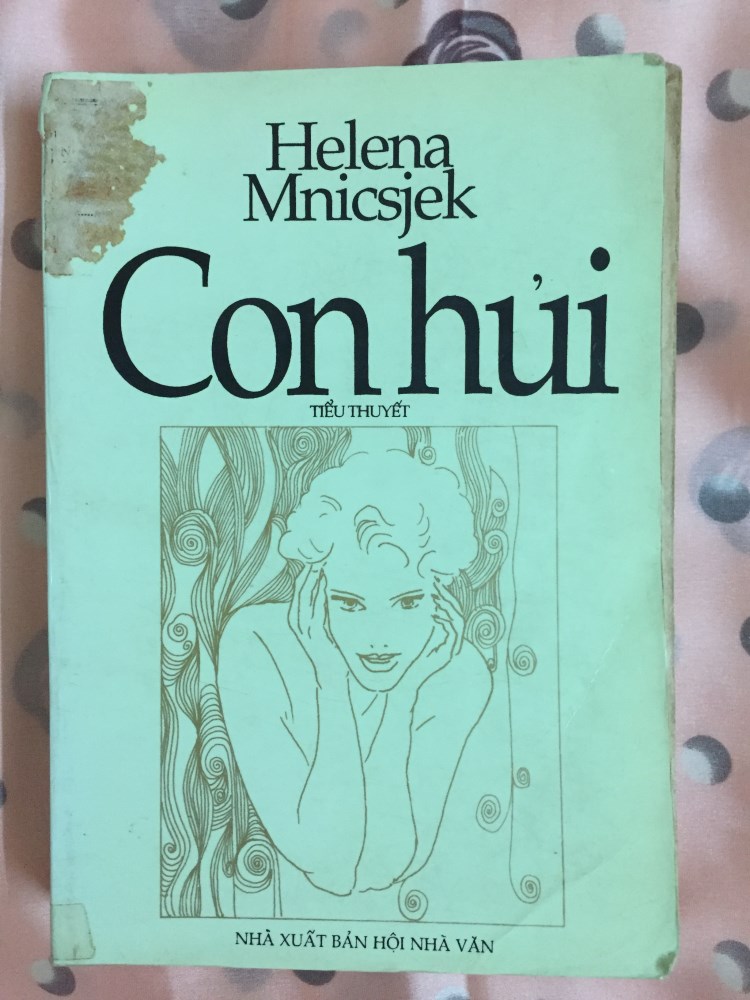 Helena
Mnicsjek
Con hủi
TIỂU THUYẾT
NHÀ XUẤT BẢN HỘI NHÀ VĂN